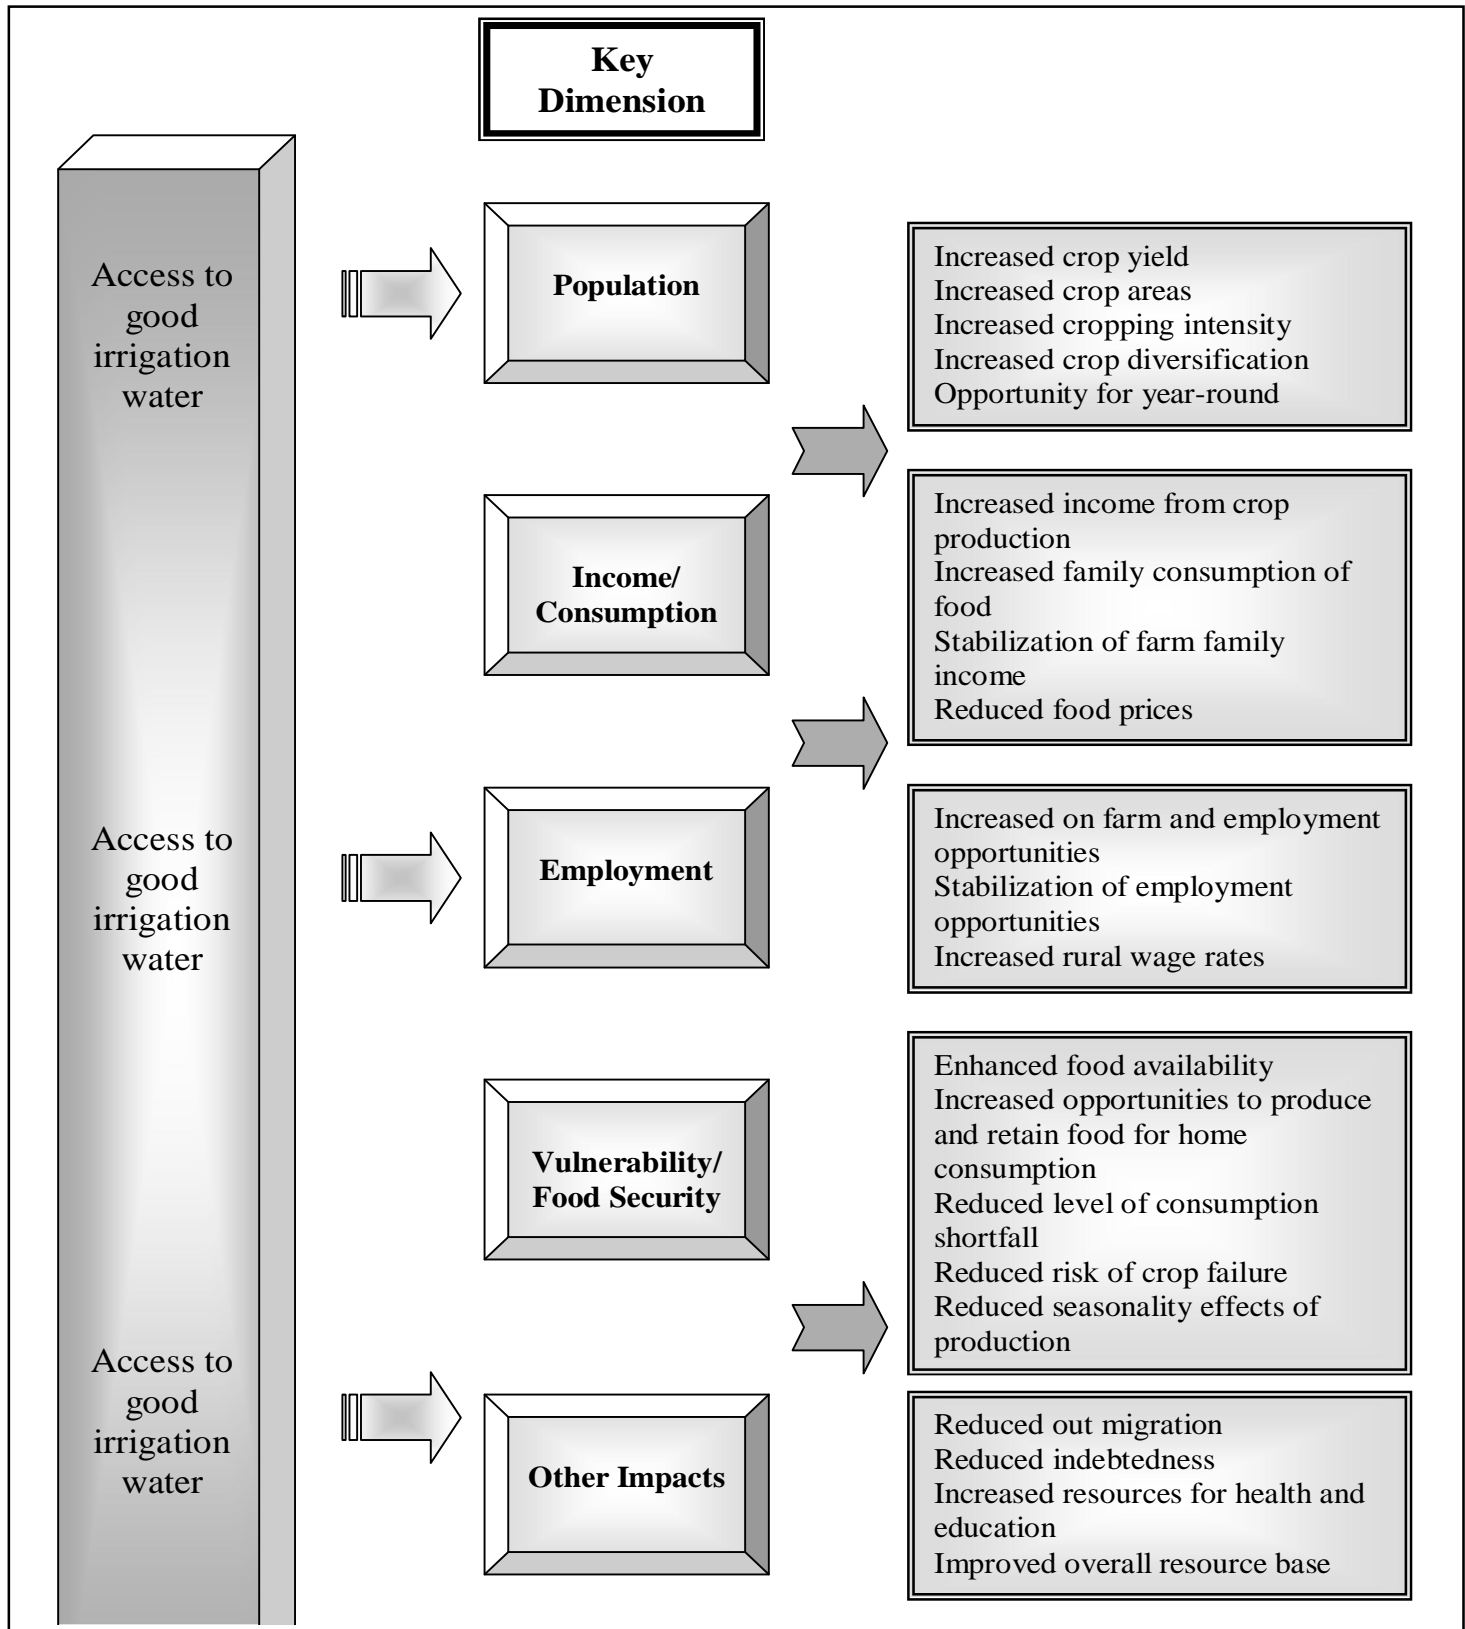 Key
Dimension
Access to
good
irrigation
water
Population
Increased crop yield
Increased crop areas
Increased cropping intensity
Increased crop diversification
Opportunity for year-round
Income/
Consumption
Increased income from crop
production
Increased family consumption of
food
Stabilization of farm family
income
Reduced food prices
Access to
good
irrigation
water
Employment
Increased on farm and employment
opportunities
Stabilization of employment
opportunities
Increased rural wage rates
Vulnerability/
Food Security
Enhanced food availability
Increased opportunities to produce
and retain food for home
consumption
Reduced level of consumption
shortfall
Reduced risk of crop failure
Reduced seasonality effects of
production
Access to
good
irrigation
water
Other Impacts
Reduced out migration
Reduced indebtedness
Increased resources for health and
education
Improved overall resource base